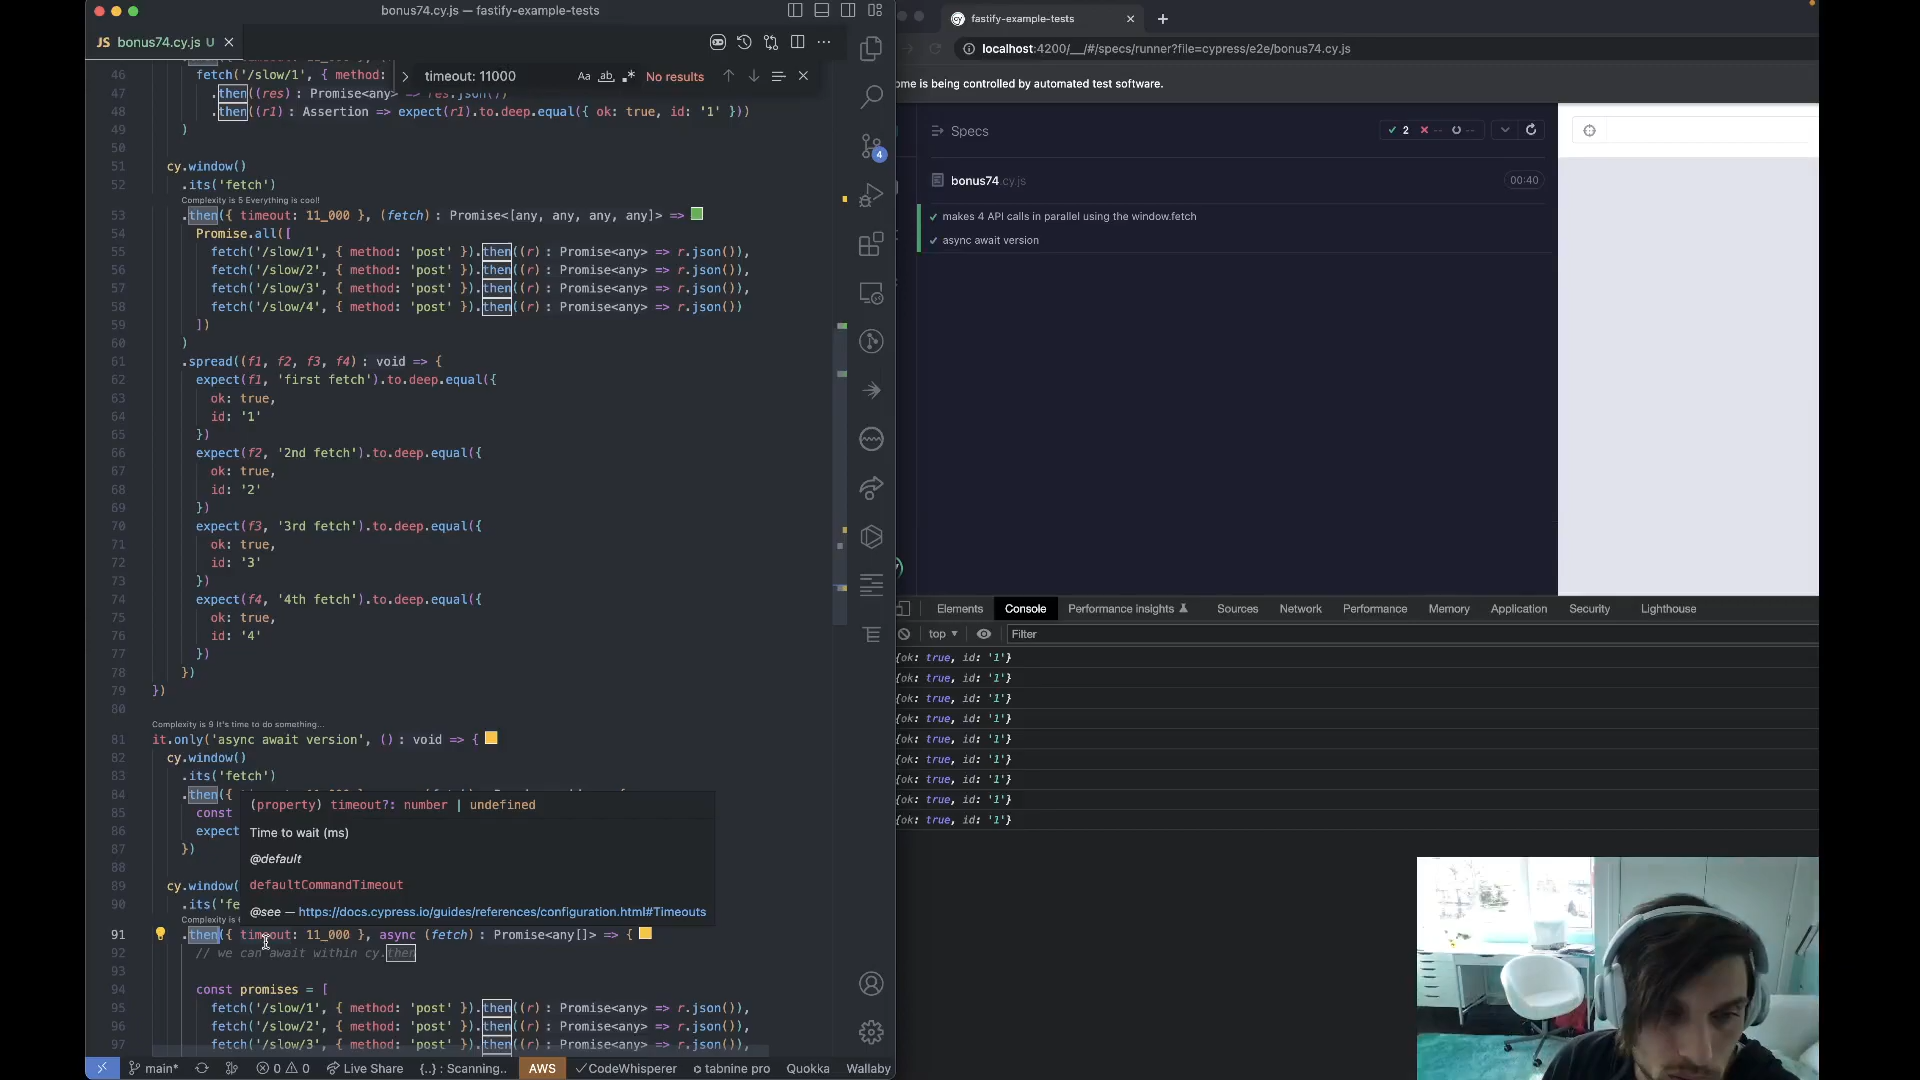 bonus74.cy.js — fastify-example-tests
JS bonus74.cy.js U
timeout: 11000
Aa ab .* No results
46 fetch('/slow/1', { method:
47 .then((res): Promise<any> => res.json())
48 .then((r1): Assertion => expect(r1).to.deep.equal({ ok: true, id: '1' }))
49 )
50
51 cy.window()
52 .its('fetch')
Complexity is 5 Everything is cool!
53 .then({ timeout: 11_000 }, (fetch): Promise<[any, any, any, any]> =>
54 Promise.all([
55 fetch('/slow/1', { method: 'post' }).then((r): Promise<any> => r.json()),
56 fetch('/slow/2', { method: 'post' }).then((r): Promise<any> => r.json()),
57 fetch('/slow/3', { method: 'post' }).then((r): Promise<any> => r.json()),
58 fetch('/slow/4', { method: 'post' }).then((r): Promise<any> => r.json())
59 ])
60 )
61 .spread((f1, f2, f3, f4): void => {
62 expect(f1, 'first fetch').to.deep.equal({
63 ok: true,
64 id: '1'
65 })
66 expect(f2, '2nd fetch').to.deep.equal({
67 ok: true,
68 id: '2'
69 })
70 expect(f3, '3rd fetch').to.deep.equal({
71 ok: true,
72 id: '3'
73 })
74 expect(f4, '4th fetch').to.deep.equal({
75 ok: true,
76 id: '4'
77 })
78 })
79 })
80
Complexity is 9 It's time to do something...
81 it.only('async await version', (): void => {
82 cy.window()
83 .its('fetch')
84 .then({
85 const
86 expect
87 })
88
89 cy.window(
90 .its('fe
Complexity is
(property) timeout?: number | undefined
Time to wait (ms)
@default
defaultCommandTimeout
@see — https://docs.cypress.io/guides/references/configuration.html#Timeouts
91 .then({ timeout: 11_000 }, async (fetch): Promise<any[]> => {
92 // we can await within cy.then
93
94 const promises = [
95 fetch('/slow/1', { method: 'post' }).then((r): Promise<any> => r.json()),
96 fetch('/slow/2', { method: 'post' }).then((r): Promise<any> => r.json()),
97 fetch('/slow/3', { method: 'post' }).then((r): Promise<any> => r.json()),
main* 0 0 Live Share {..} : Scanning.. AWS CodeWhisperer tabnine pro Quokka Wallaby
4
fastify-example-tests
localhost:4200/__/#/specs/runner?file=cypress/e2e/bonus74.cy.js
ome is being controlled by automated test software.
Specs
2 -- --
bonus74.cy.js 00:40
makes 4 API calls in parallel using the window.fetch
async await version
Elements Console Performance insights Sources Network Performance Memory Application Security Lighthouse
top Filter
{ok: true, id: '1'}
{ok: true, id: '1'}
{ok: true, id: '1'}
{ok: true, id: '1'}
{ok: true, id: '1'}
{ok: true, id: '1'}
{ok: true, id: '1'}
{ok: true, id: '1'}
{ok: true, id: '1'}